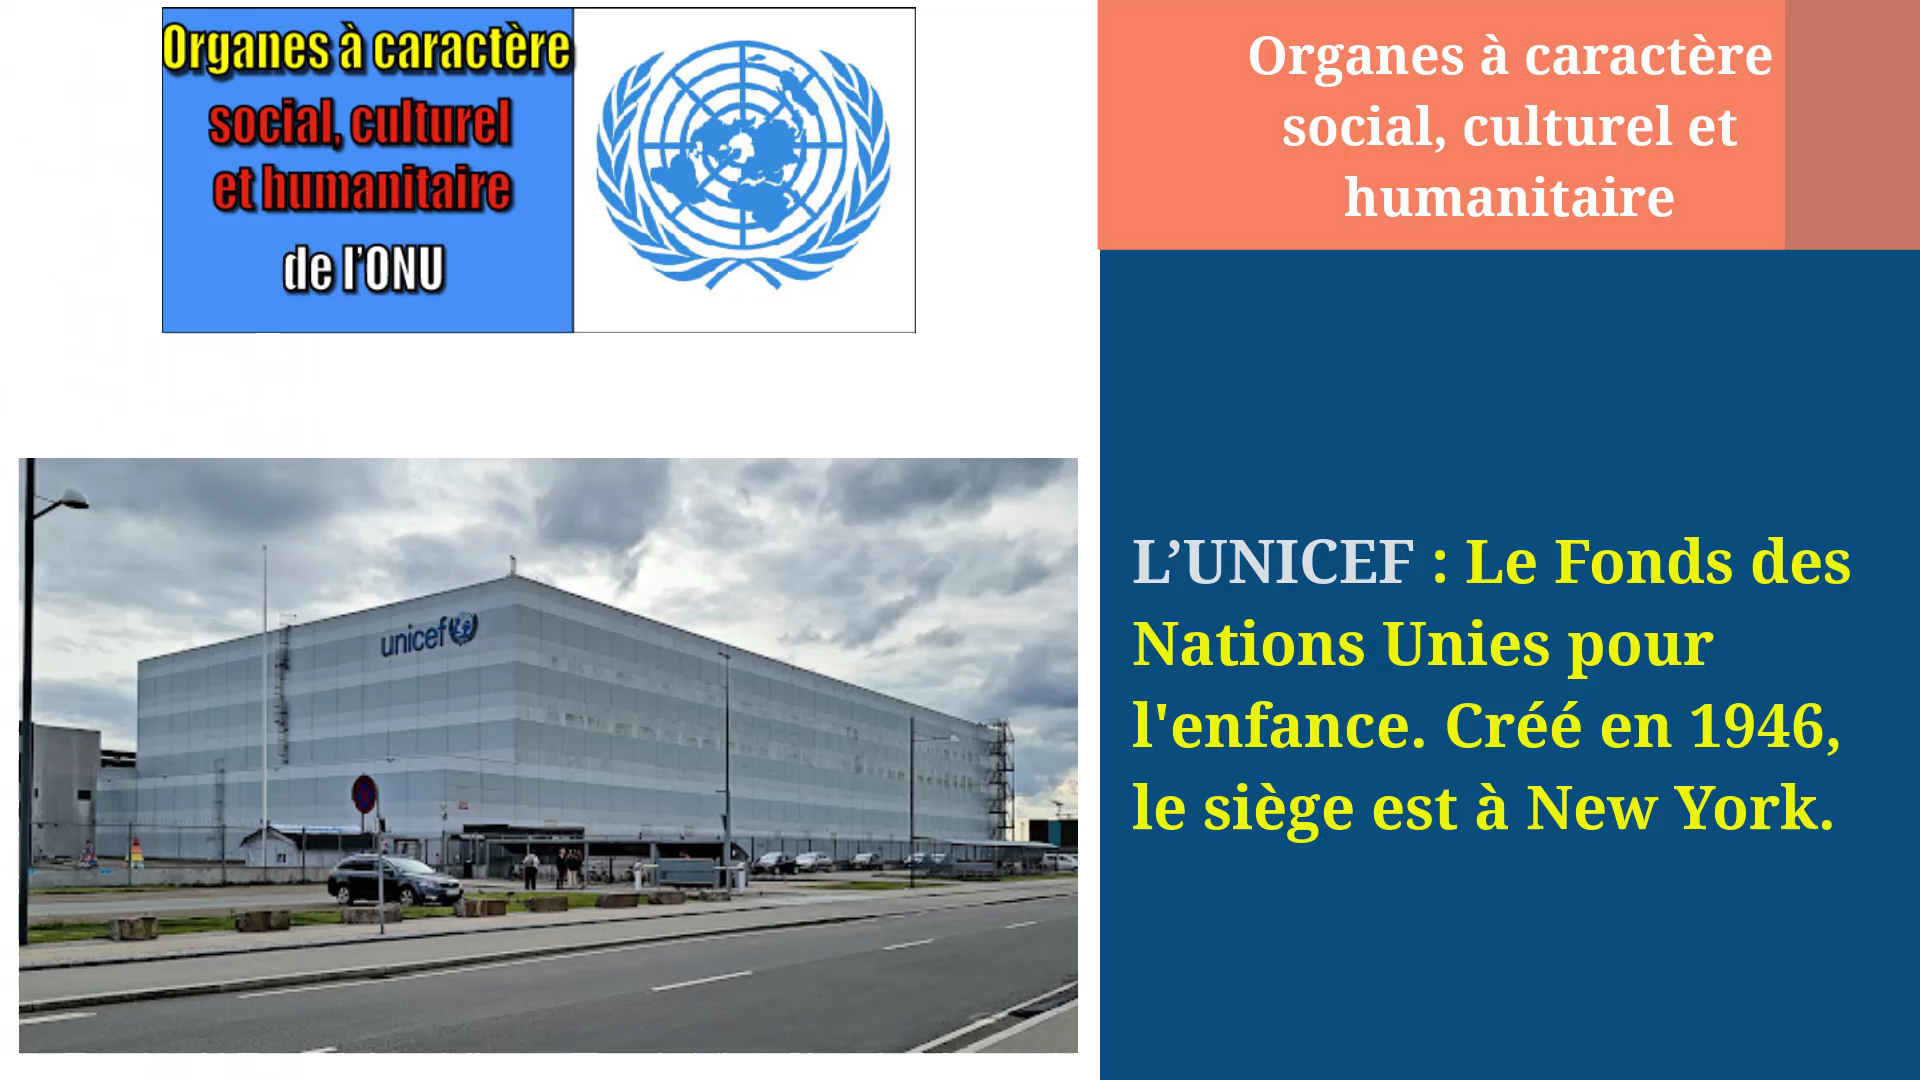 Organes à caractère
social, culturel
et humanitaire
de l'ONU
Organes à caractère
social, culturel et
humanitaire
unicef
L’UNICEF : Le Fonds des
Nations Unies pour
l'enfance. Créé en 1946,
le siège est à New York.